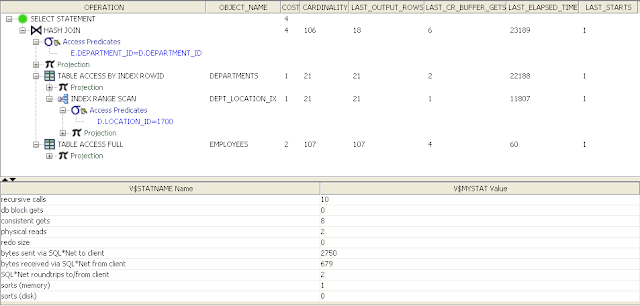 OPERATION OBJECT_NAME COST CARDINALITY LAST_OUTPUT_ROWS LAST_CR_BUFFER_GETS LAST_ELAPSED_TIME LAST_STARTS
SELECT STATEMENT 4
HASH JOIN 4 106 18 6 23189 1
Access Predicates
E.DEPARTMENT_ID=D.DEPARTMENT_ID
Projection
TABLE ACCESS BY INDEX ROWID DEPARTMENTS 1 21 21 2 22188 1
INDEX RANGE SCAN DEPT_LOCATION_IX 1 21 21 1 11807 1
Access Predicates
D.LOCATION_ID=1700
Projection
Projection
TABLE ACCESS FULL EMPLOYEES 2 107 107 4 60 1
Projection
V$STATNAME Name V$MYSTAT Value
recursive calls 10
db block gets 0
consistent gets 8
physical reads 2
redo size 0
bytes sent via SQL*Net to client 2750
bytes received via SQL*Net from client 679
SQL*Net roundtrips to/from client 2
sorts (memory) 1
sorts (disk) 0